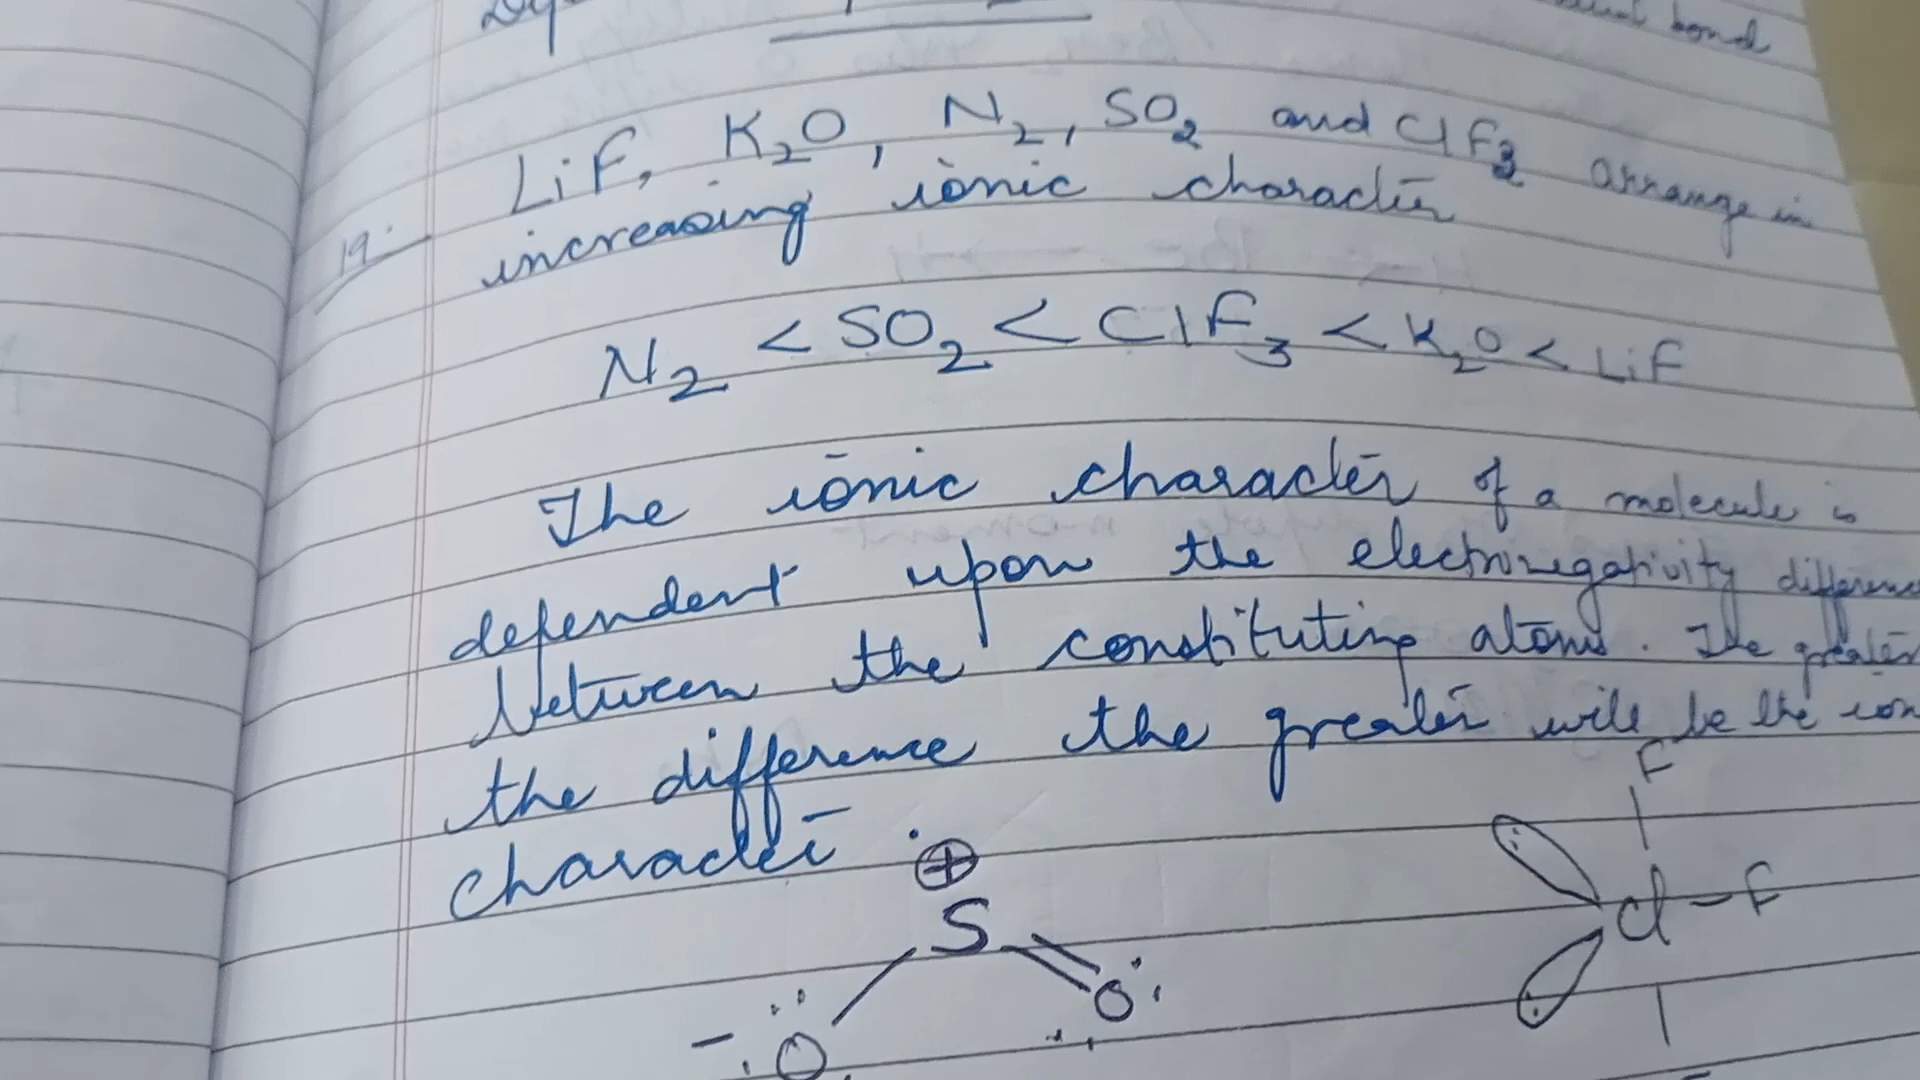 bond
LiF, K₂O, N₂, SO₂ and ClF₃ arrange in
19. increasing ionic character
N₂ < SO₂ < ClF₃ < K₂O < LiF
The ionic character of a molecule is
dependent upon the electronegativity difference
between the constituting atoms. The greater
the difference the greater will be the
character.
⊕
S
O
- O
F
Cl - F